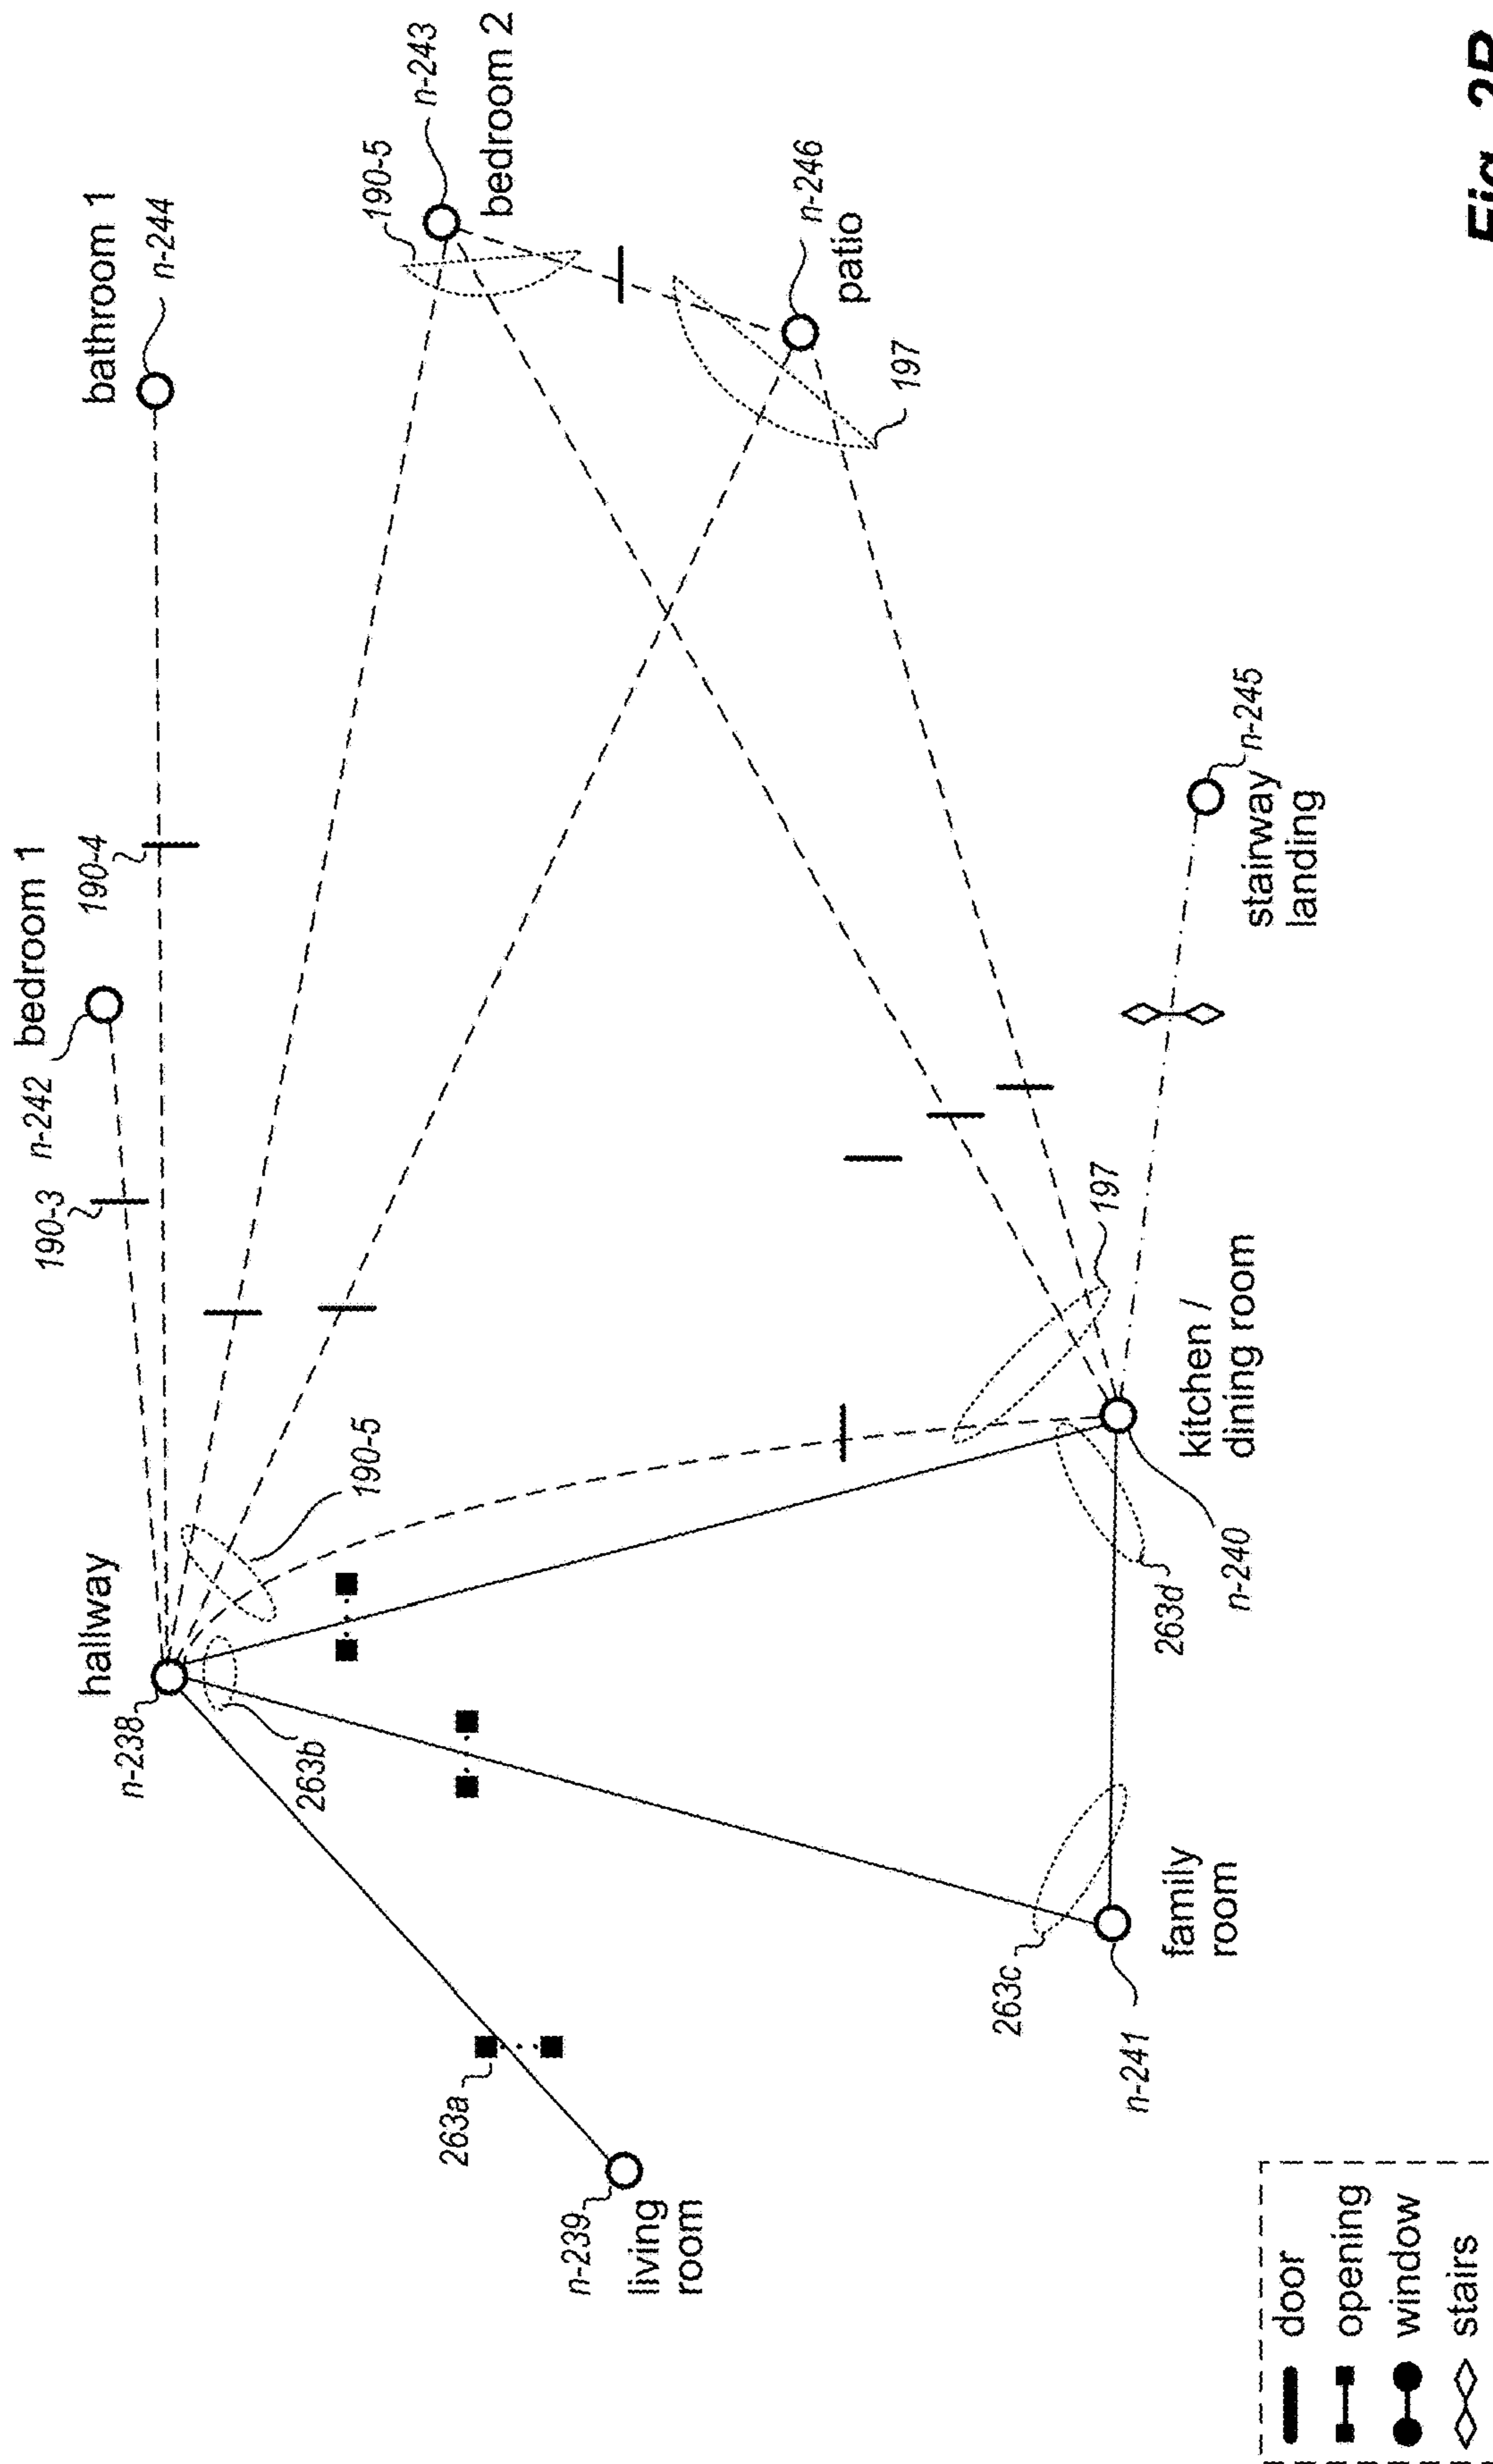 bedroom 1
n-242
190-3
190-4
bathroom 1
n-244
hallway
n-238
263b
190-5
190-5
n-243
bedroom 2
263a
n-239
living
room
n-246
patio
197
263c
n-241
family
room
197
263d
n-240
kitchen /
dining room
n-245
stairway
landing
door
opening
window
stairs
Fig.